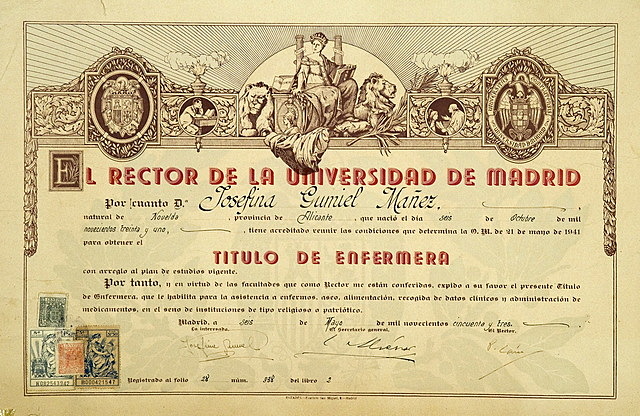 EL RECTOR DE LA UNIVERSIDAD DE MADRID
Por cuanto D.ª Josefina Gumiel Mañez,
natural de Novelda, provincia de Alicante, que nació el día seis de Octubre de mil
novecientos treinta y uno, tiene acreditado reunir las condiciones que determina la O. M. de 21 de mayo de 1941
para obtener el
TITULO DE ENFERMERA
con arreglo al plan de estudios vigente.
Por tanto, y en virtud de las facultades que como Rector me están conferidas, expido a su favor el presente Título
de Enfermera, que le habilita para la asistencia a enfermos, aseo, alimentación, recogida de datos clínicos y administración de
medicamentos, en el seno de instituciones de tipo religioso o patriótico.
Madrid, a seis de Mayo de mil novecientos cincuenta y tres.
La interesada, El Secretario general, El Rector,
Josefina Gumiel
Registrado al folio 28 núm. 338 del libro 2